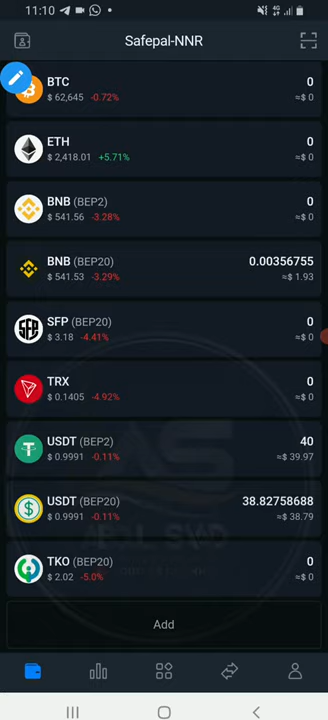 11:10
Safepal-NNR
BTC 0
$ 62,645 -0.72% ≈$ 0
ETH 0
$ 2,418.01 +5.71% ≈$ 0
BNB (BEP2) 0
$ 541.56 -3.28% ≈$ 0
BNB (BEP20) 0.00356755
$ 541.53 -3.29% ≈$ 1.93
SFP (BEP20) 0
$ 3.18 -4.41% ≈$ 0
TRX 0
$ 0.1405 -4.92% ≈$ 0
USDT (BEP2) 40
$ 0.9991 -0.11% ≈$ 39.97
USDT (BEP20) 38.82758688
$ 0.9991 -0.11% ≈$ 38.79
TKO (BEP20) 0
$ 2.02 -5.0% ≈$ 0
Add